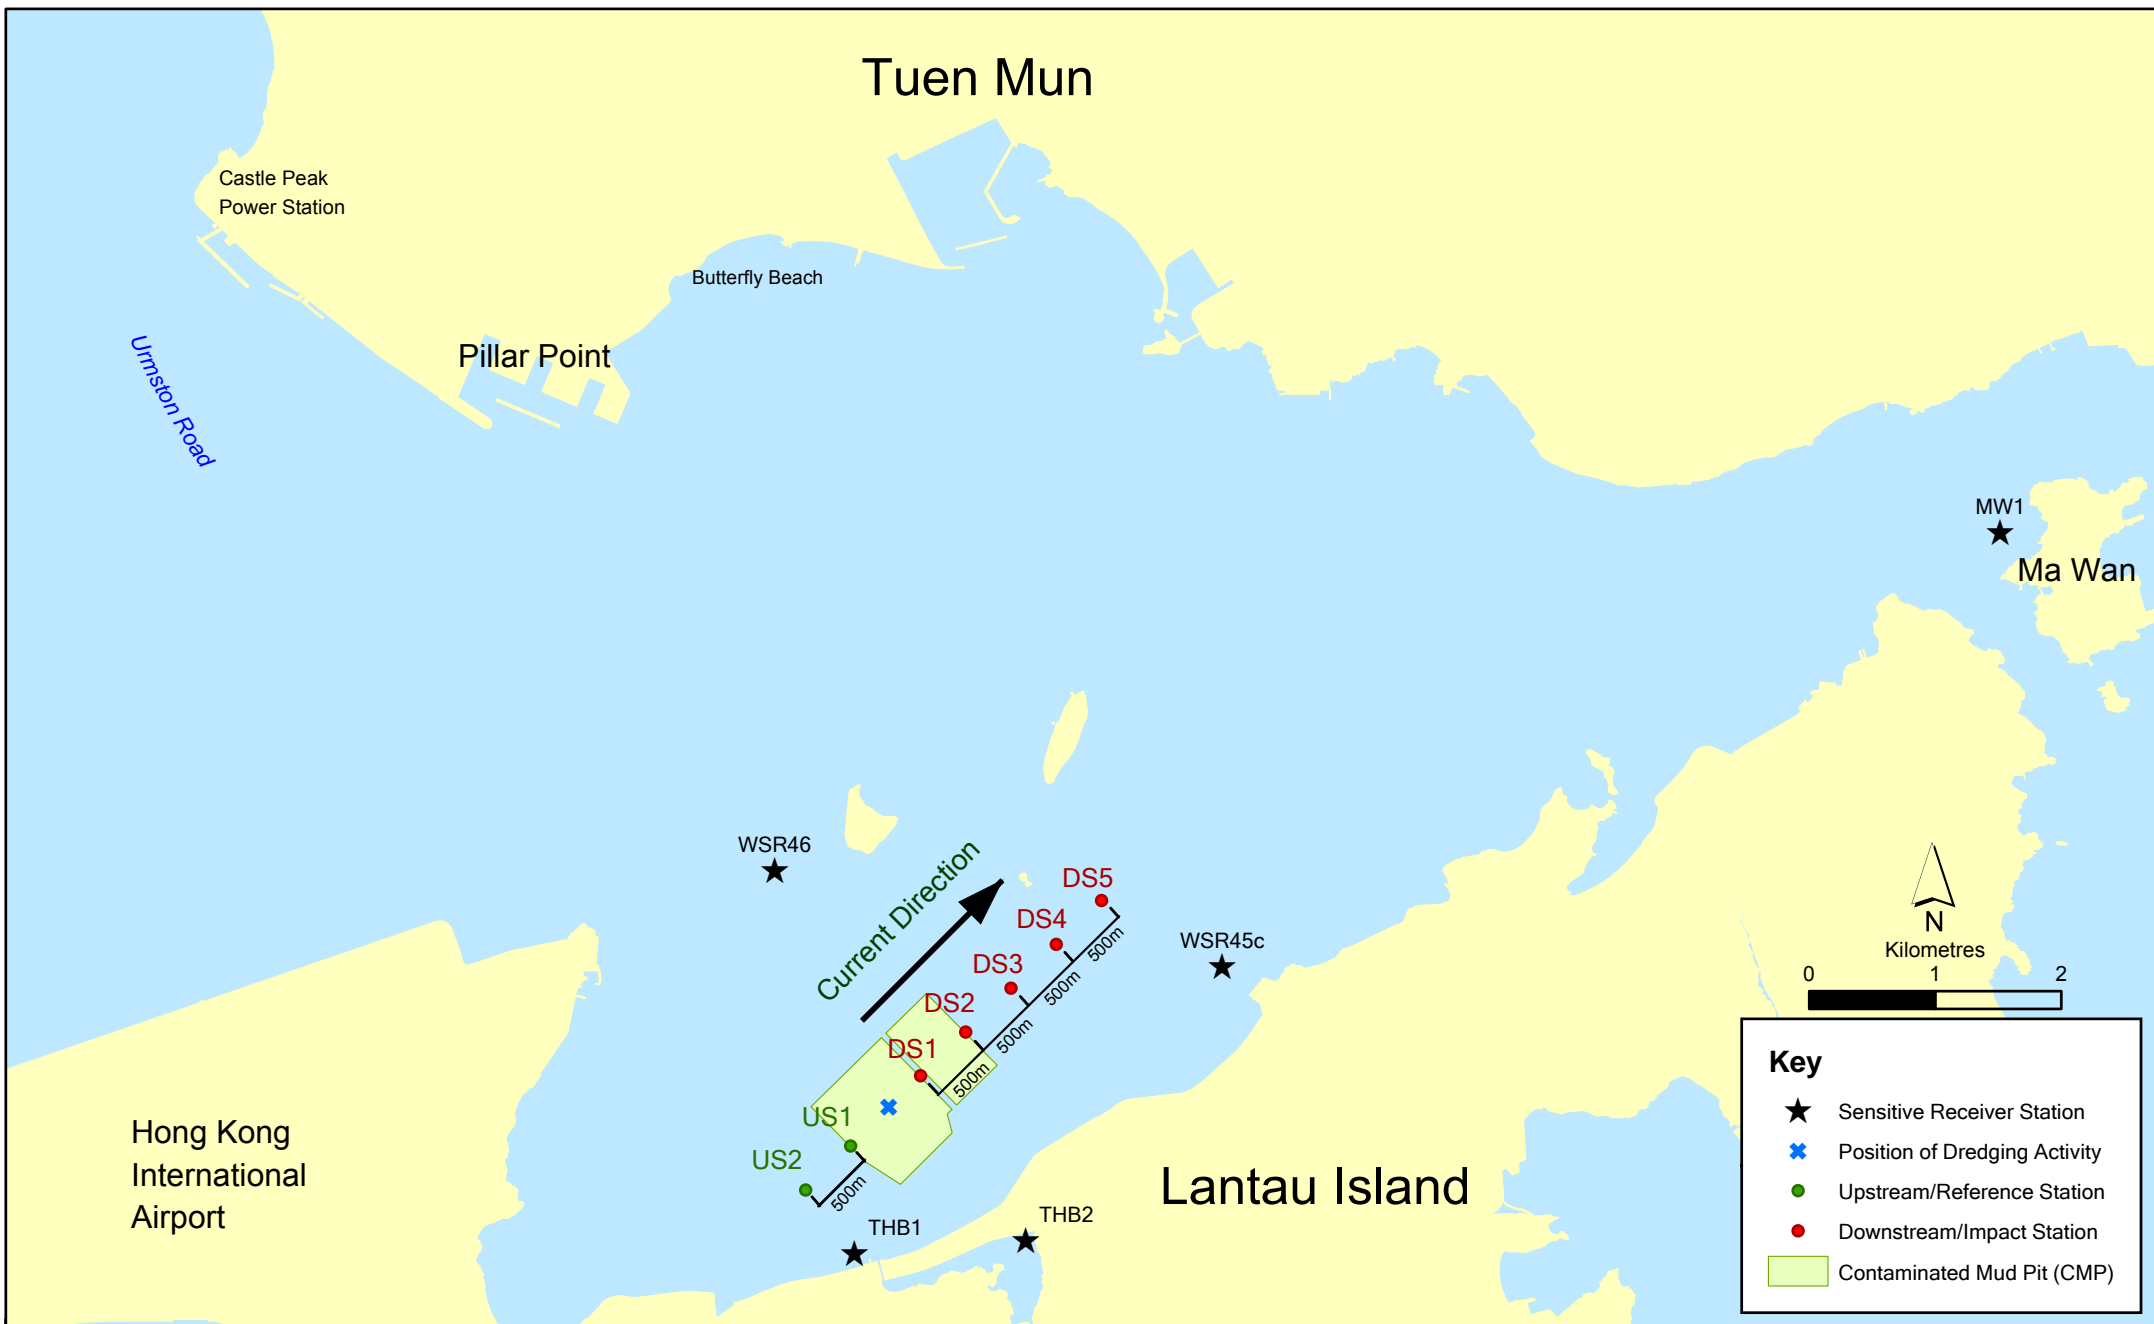 Tuen Mun
Castle Peak
Power Station
Butterfly Beach
Urmston Road
Pillar Point
MW1
Ma Wan
WSR46
Current Direction
DS5
DS4
WSR45c
DS3
DS2
DS1
500m
500m
500m
500m
US1
US2
500m
THB1
THB2
Hong Kong
International
Airport
Lantau Island
N
Kilometres
0 1 2
Key
Sensitive Receiver Station
Position of Dredging Activity
Upstream/Reference Station
Downstream/Impact Station
Contaminated Mud Pit (CMP)